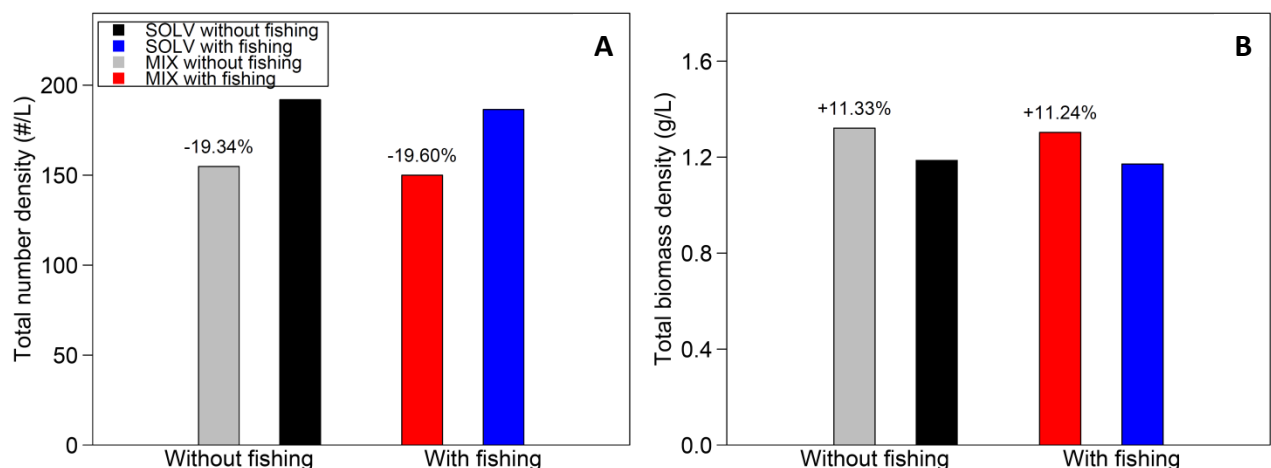 SOLV without fishing
SOLV with fishing
MIX without fishing
MIX with fishing
A
Total number density (#/L)
200
150
100
50
0
-19.34%
-19.60%
Without fishing
With fishing
B
Total biomass density (g/L)
1.6
1.2
0.8
0.4
0.0
+11.33%
+11.24%
Without fishing
With fishing